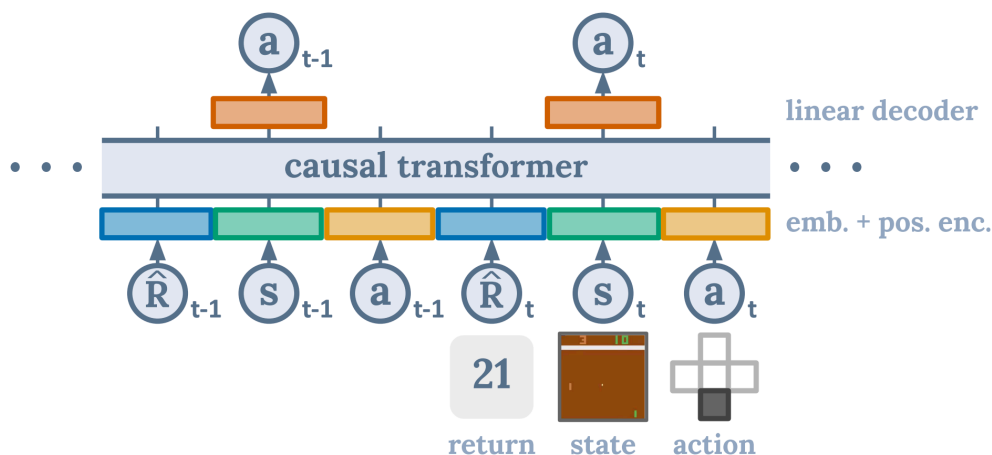 a t-1 a t
linear decoder
causal transformer
emb. + pos. enc.
R̂ t-1 s t-1 a t-1 R̂ t s t a t
3 10
21
return state action